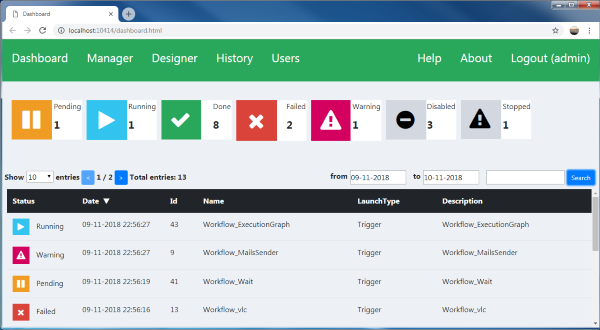 Dashboard
localhost:10414/dashboard.html
Dashboard Manager Designer History Users Help About Logout (admin)
Pending Running Done Failed Warning Disabled Stopped
1 1 8 2 1 3 1
Show 10 entries < 1 / 2 > Total entries: 13 from 09-11-2018 to 10-11-2018 Search
Status Date ▼ Id Name LaunchType Description
Running 09-11-2018 22:56:27 43 Workflow_ExecutionGraph Trigger Workflow_ExecutionGraph
Warning 09-11-2018 22:56:27 9 Workflow_MailsSender Trigger Workflow_MailsSender
Pending 09-11-2018 22:56:19 41 Workflow_Wait Trigger Workflow_Wait
Failed 09-11-2018 22:56:16 13 Workflow_vlc Trigger Workflow_vlc